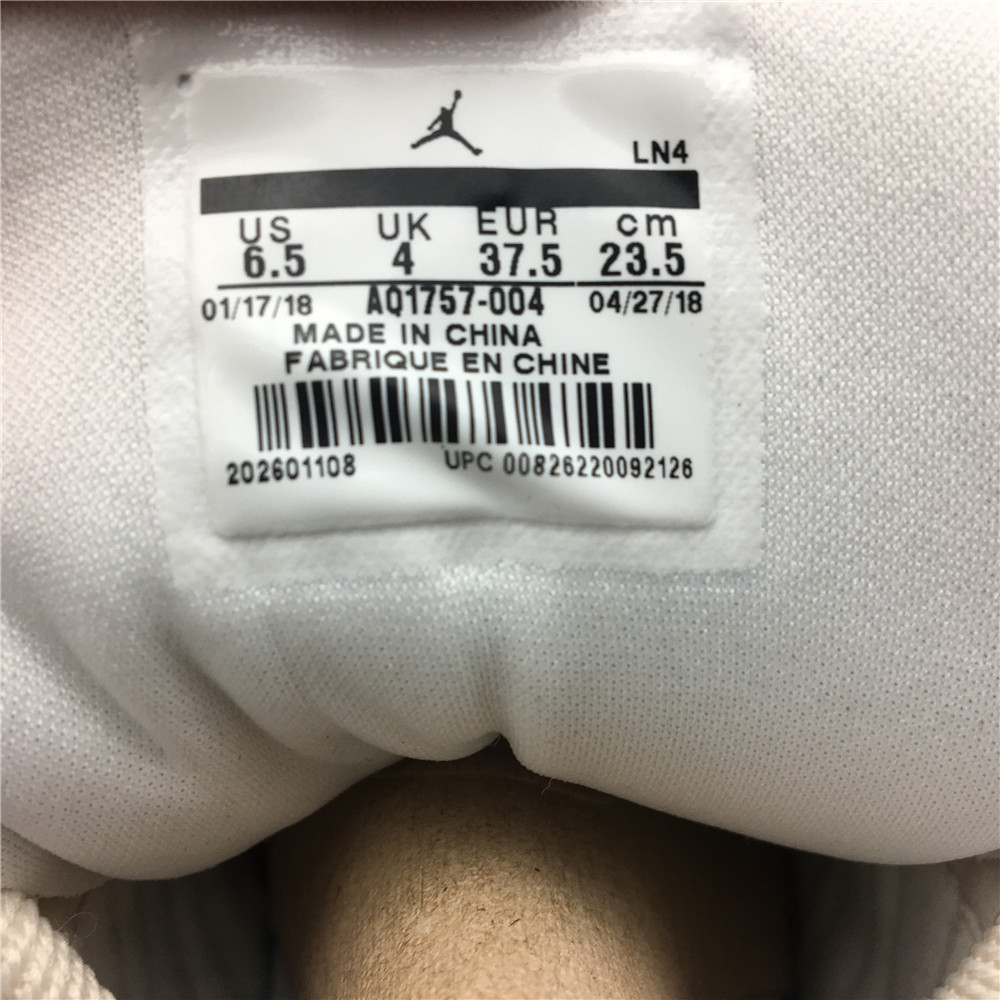 LN4
US UK EUR cm
6.5 4 37.5 23.5
01/17/18 AQ1757-004 04/27/18
MADE IN CHINA
FABRIQUE EN CHINE
202601108 UPC 00826220092126